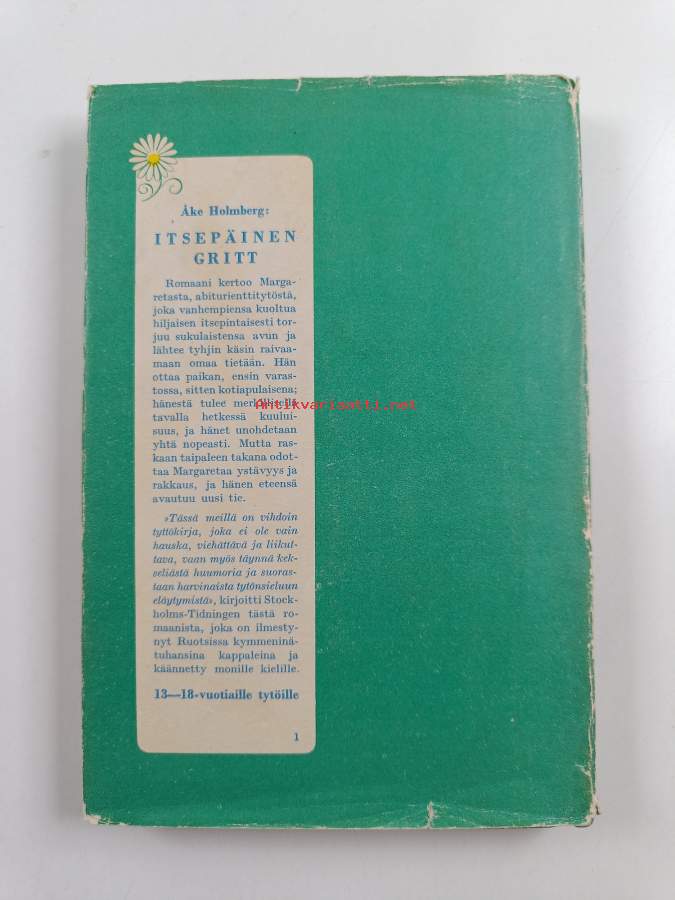 Åke Holmberg:
ITSEPÄINEN
GRITT
Romaani kertoo Marga-
retasta, abiturienttitytöstä,
joka vanhempiensa kuoltua
hiljaisen itsepintaisesti tor-
juu sukulaistensa avun ja
lähtee tyhjin käsin raivaa-
maan omaa tietään. Hän
ottaa paikan, ensin varas-
tossa, sitten kotiapulaisena;
hänestä tulee merkillisellä
tavalla hetkessä kuului-
suus, ja hänet unohdetaan
yhtä nopeasti. Mutta ras-
kaan taipaleen takana odot-
taa Margaretaa ystävyys ja
rakkaus, ja hänen eteensä
avautuu uusi tie.
»Tässä meillä on vihdoin
tyttökirja, joka ei ole vain
hauska, viehättävä ja liikut-
tava, vaan myös täynnä kek-
seliästä huumoria ja suoras-
taan harvinaista tytönsieluun
eläytymistä», kirjoitti Stock-
holms-Tidningen tästä ro-
maanista, joka on ilmesty-
nyt Ruotsissa kymmeninä-
tuhansina kappaleina ja
käännetty monille kielille.
13—18-vuotiaille tytöille
1
Antikvariaatti.net